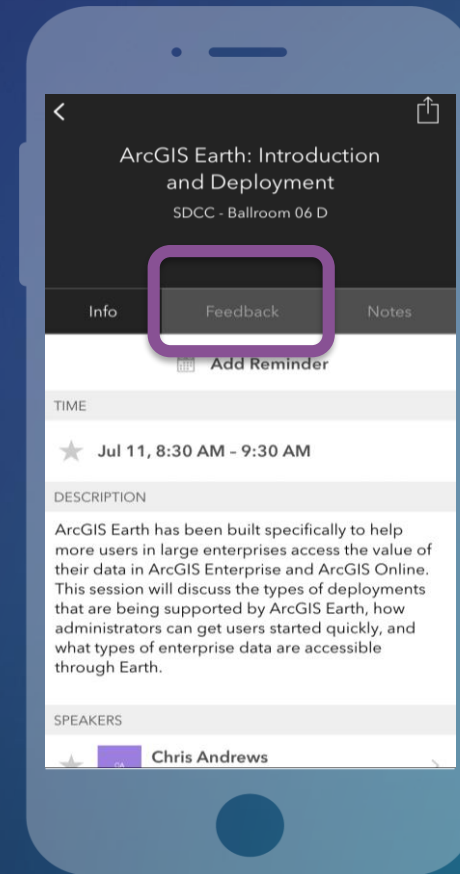 ArcGIS Earth: Introduction
and Deployment
SDCC - Ballroom 06 D
Info Feedback Notes
Add Reminder
TIME
Jul 11, 8:30 AM – 9:30 AM
DESCRIPTION
ArcGIS Earth has been built specifically to help
more users in large enterprises access the value of
their data in ArcGIS Enterprise and ArcGIS Online.
This session will discuss the types of deployments
that are being supported by ArcGIS Earth, how
administrators can get users started quickly, and
what types of enterprise data are accessible
through Earth.
SPEAKERS
CA Chris Andrews